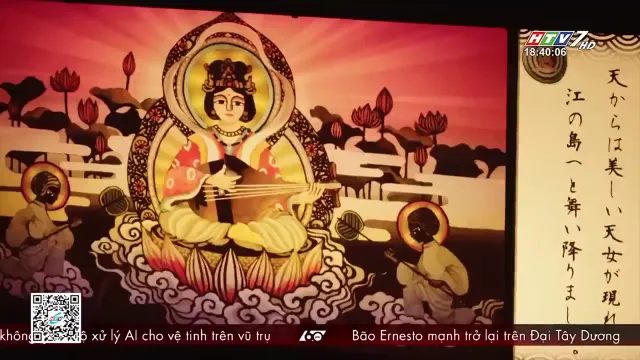 HTV7 HD
18:40:06
天からは美しい天女が現れ
江の島へと舞い降りまし
không
xử lý AI cho vệ tinh trên vũ trụ
60
Bão Ernesto mạnh trở lại trên Đại Tây Dương